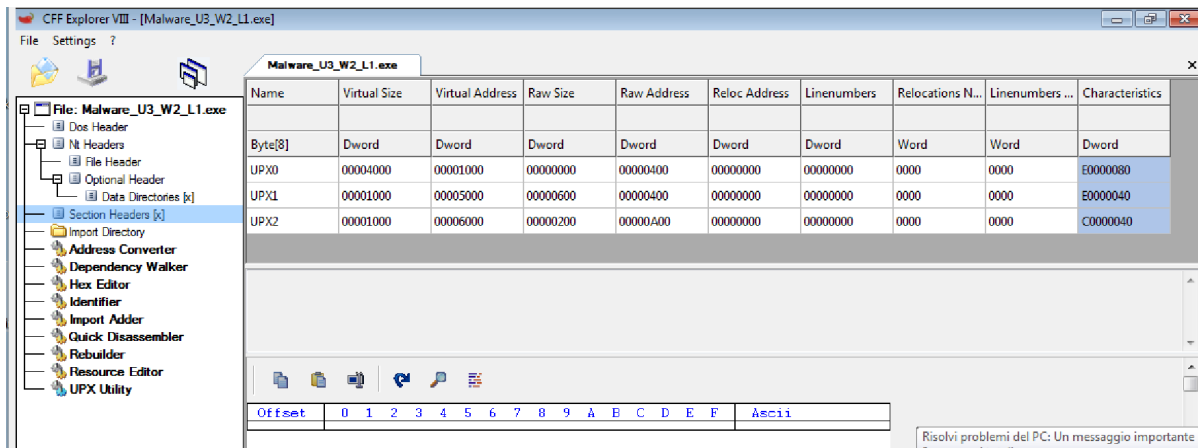 CFF Explorer VIII - [Malware_U3_W2_L1.exe]
File Settings ?
Malware_U3_W2_L1.exe
File: Malware_U3_W2_L1.exe
Dos Header
Nt Headers
File Header
Optional Header
Data Directories [x]
Section Headers [x]
Import Directory
Address Converter
Dependency Walker
Hex Editor
Identifier
Import Adder
Quick Disassembler
Rebuilder
Resource Editor
UPX Utility
Name Virtual Size Virtual Address Raw Size Raw Address Reloc Address Linenumbers Relocations N... Linenumbers ... Characteristics
Byte[8] Dword Dword Dword Dword Dword Dword Word Word Dword
UPX0 00004000 00001000 00000000 00000400 00000000 00000000 0000 0000 E0000080
UPX1 00001000 00005000 00000600 00000400 00000000 00000000 0000 0000 E0000040
UPX2 00001000 00006000 00000200 00000A00 00000000 00000000 0000 0000 C0000040
Offset 0 1 2 3 4 5 6 7 8 9 A B C D E F Ascii
Risolvi problemi del PC: Un messaggio importante